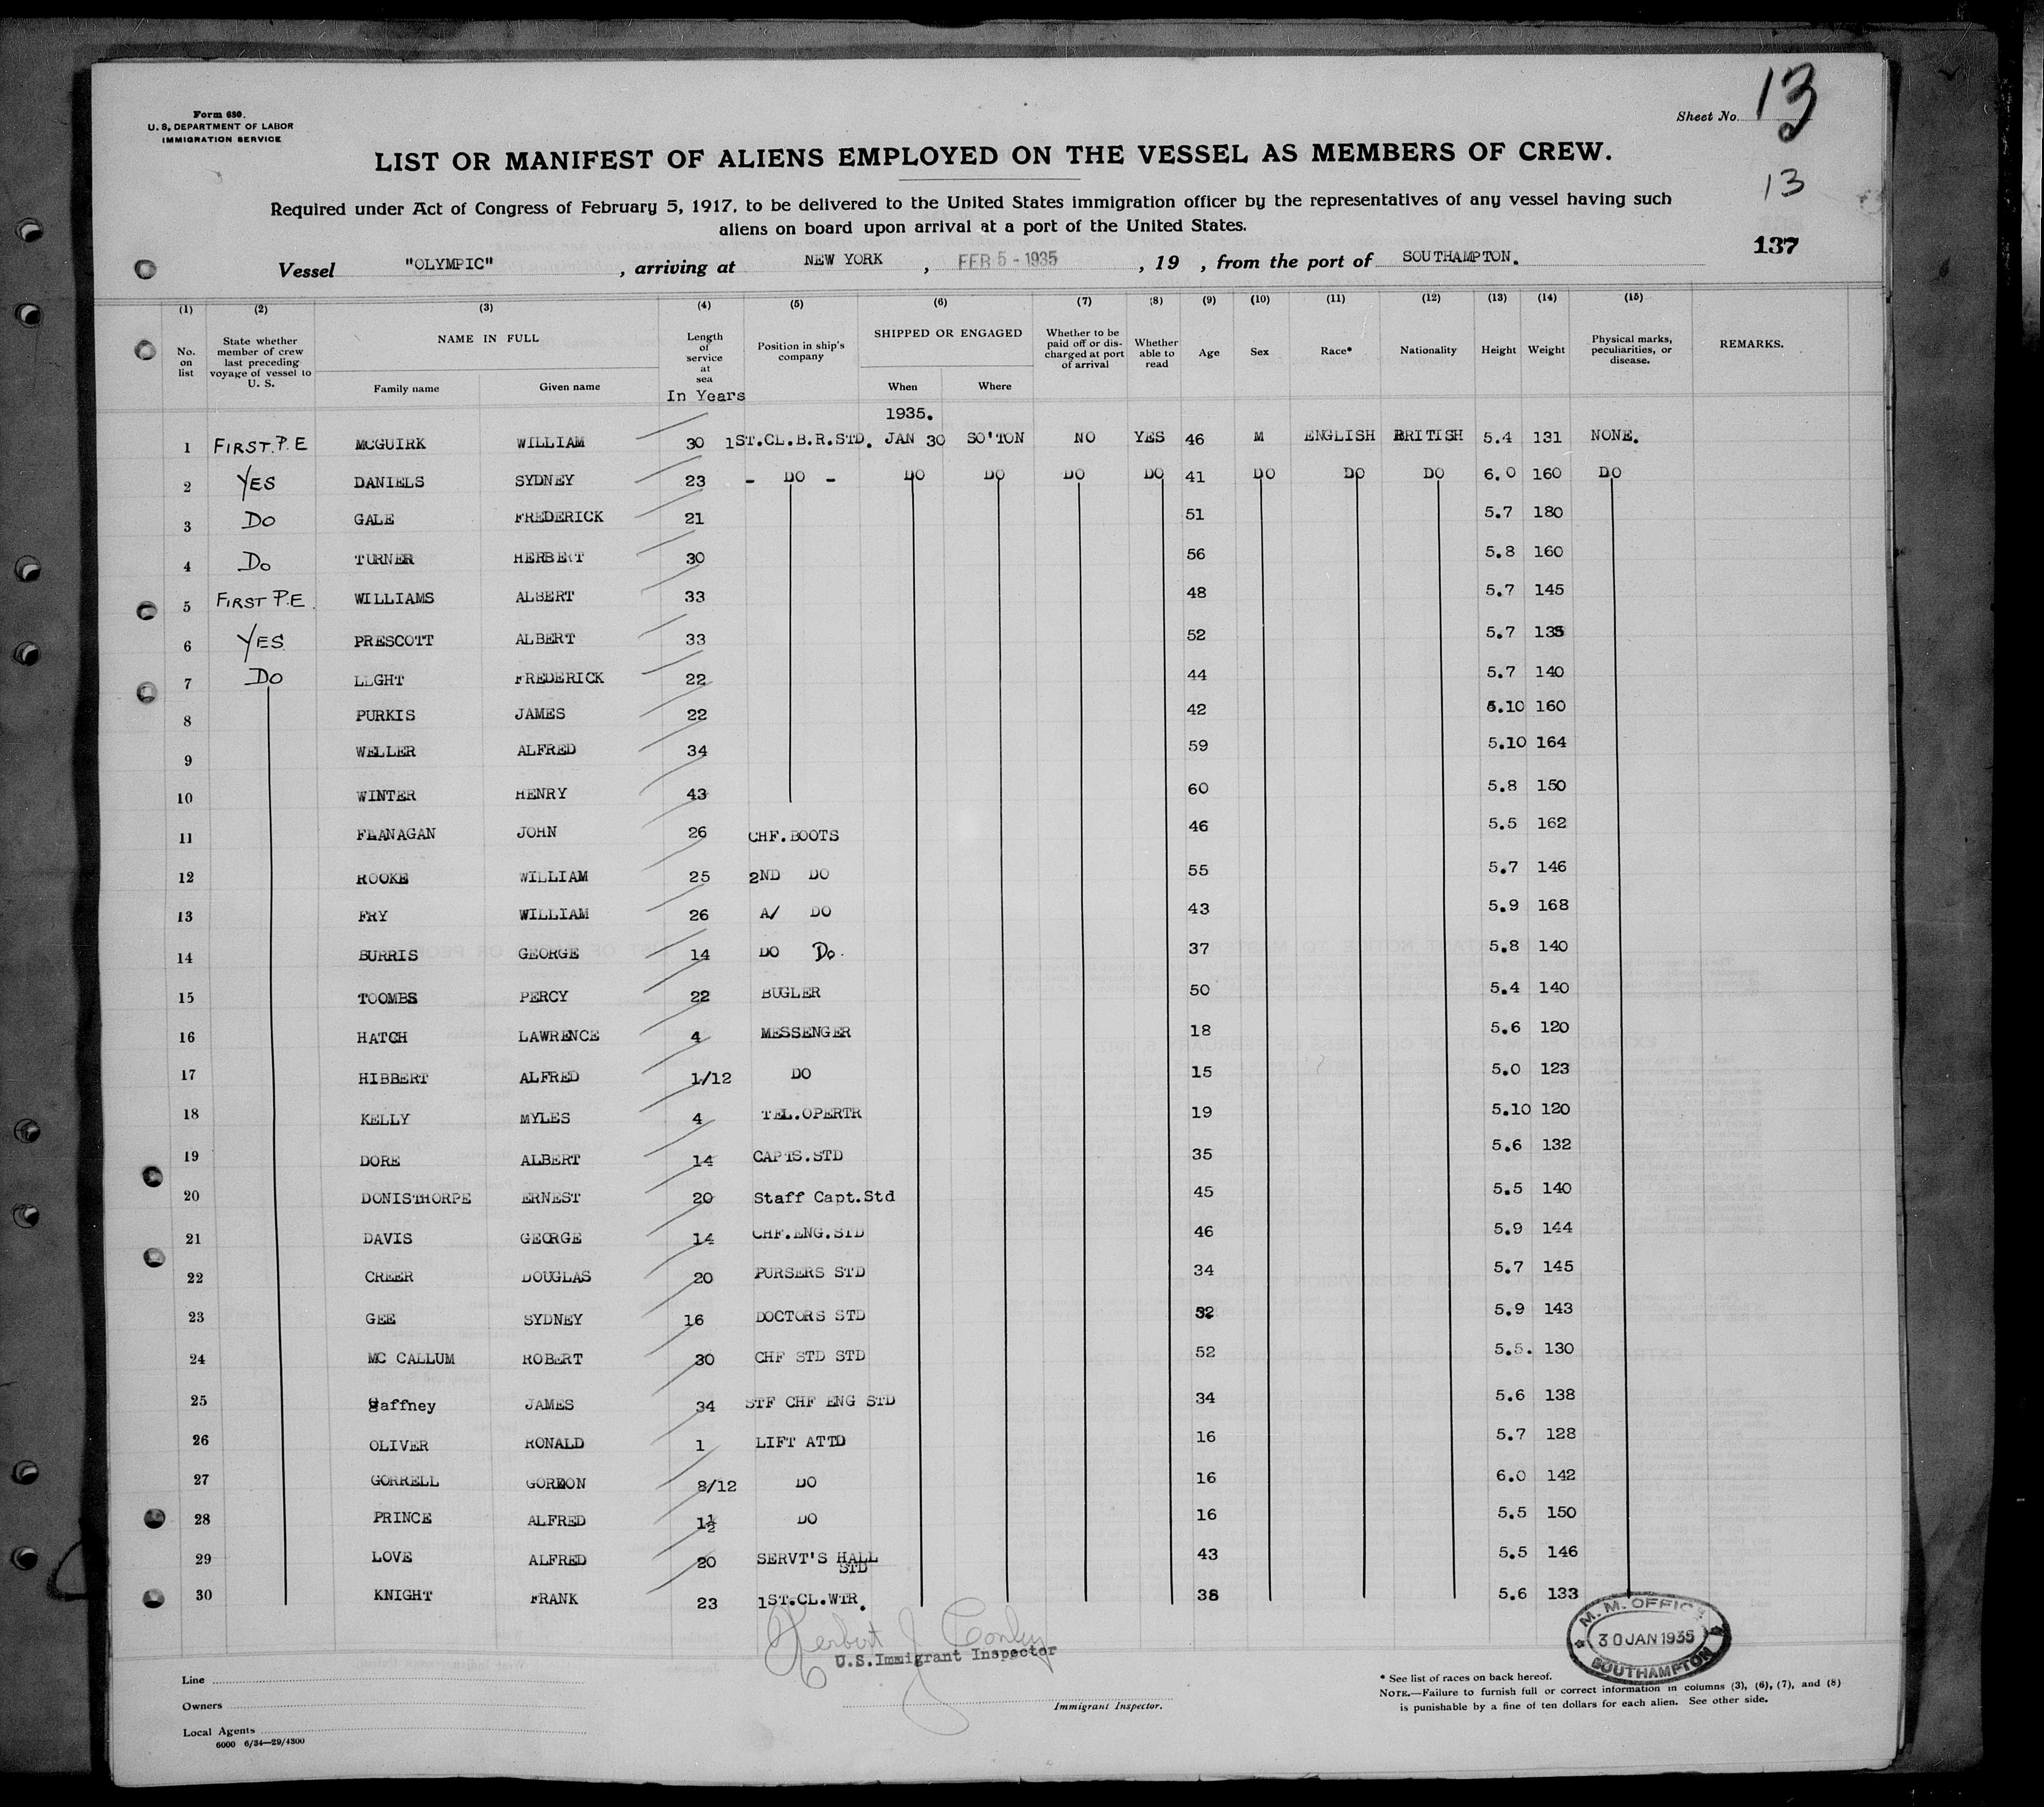 Form 680.
U. S. DEPARTMENT OF LABOR
IMMIGRATION SERVICE
Sheet No. 13
LIST OR MANIFEST OF ALIENS EMPLOYED ON THE VESSEL AS MEMBERS OF CREW.
13
Required under Act of Congress of February 5, 1917, to be delivered to the United States immigration officer by the representatives of any vessel having such
aliens on board upon arrival at a port of the United States.
137
Vessel "OLYMPIC" , arriving at NEW YORK , FEB 5 - 1935 , 19 , from the port of SOUTHAMPTON.
(1) (2) (3) (4) (5) (6) (7) (8) (9) (10) (11) (12) (13) (14) (15)
No. on list State whether member of crew last preceding voyage of vessel to U. S. NAME IN FULL Family name Given name Length of service at sea In Years Position in ship's company SHIPPED OR ENGAGED When Where Whether to be paid off or discharged at port of arrival Whether able to read Age Sex Race* Nationality Height Weight Physical marks, peculiarities, or disease. REMARKS.
1935.
1 FIRST. P.E MCGUIRK WILLIAM 30 1ST.CL.B.R.STD. JAN 30 SO'TON NO YES 46 M ENGLISH BRITISH 5.4 131 NONE.
2 YES DANIELS SYDNEY 23 - DO - DO DO DO DO 41 DO DO DO 6.0 160 DO
3 DO GALE FREDERICK 21 51 5.7 180
4 Do TURNER HERBERT 30 56 5.8 160
5 FIRST P.E. WILLIAMS ALBERT 33 48 5.7 145
6 YES PRESCOTT ALBERT 33 52 5.7 135
7 DO LLGHT FREDERICK 22 44 5.7 140
8 PURKIS JAMES 22 42 5.10 160
9 WELLER ALFRED 34 59 5.10 164
10 WINTER HENRY 43 60 5.8 150
11 FLANAGAN JOHN 26 CHF.BOOTS 46 5.5 162
12 ROOKE WILLIAM 25 2ND DO 55 5.7 146
13 FRY WILLIAM 26 A/ DO 43 5.9 168
14 BURRIS GEORGE 14 DO Do. 37 5.8 140
15 TOOMBS PERCY 22 BUGLER 50 5.4 140
16 HATCH LAWRENCE 4 MESSENGER 18 5.6 120
17 HIBBERT ALFRED 1/12 DO 15 5.0 123
18 KELLY MYLES 4 TEL.OPERTR 19 5.10 120
19 DORE ALBERT 14 CAPTS.STD 35 5.6 132
20 DONISTHORPE ERNEST 20 Staff Capt.Std 45 5.5 140
21 DAVIS GEORGE 14 CHF.ENG.STD 46 5.9 144
22 CREER DOUGLAS 20 PURSERS STD 34 5.7 145
23 GEE SYDNEY 16 DOCTORS STD 32 5.9 143
24 MC CALLUM ROBERT 30 CHF STD STD 52 5.5. 130
25 gaffney JAMES 34 STF CHF ENG STD 34 5.6 138
26 OLIVER RONALD 1 LIFT ATTD 16 5.7 128
27 GORRELL GORDON 8/12 DO 16 6.0 142
28 PRINCE ALFRED 1½ DO 16 5.5 150
29 LOVE ALFRED 20 SERVT'S HALL STD 43 5.5 146
30 KNIGHT FRANK 23 1ST.CL.WTR. 38 5.6 133
Herbert J Conley
U.S.Immigrant Inspector
M. M. OFFICE
30 JAN 1935
SOUTHAMPTON
Line
Owners
Local Agents
6000 6/34—29/4300
Immigrant Inspector.
* See list of races on back hereof.
NOTE.—Failure to furnish full or correct information in columns (3), (6), (7), and (8)
is punishable by a fine of ten dollars for each alien. See other side.